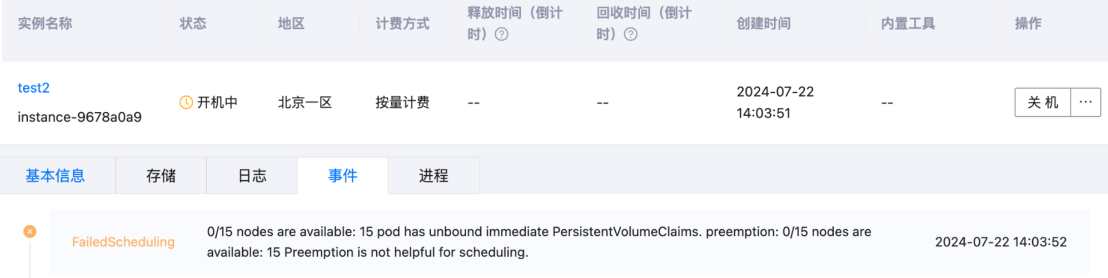 实例名称 状态 地区 计费方式 释放时间（倒计时）? 回收时间（倒计时）? 创建时间 内置工具 操作
test2
instance-9678a0a9
开机中 北京一区 按量计费 -- -- 2024-07-22
14:03:51
-- 关 机 ...
基本信息 存储 日志 事件 进程
FailedScheduling
0/15 nodes are available: 15 pod has unbound immediate PersistentVolumeClaims. preemption: 0/15 nodes are
available: 15 Preemption is not helpful for scheduling.
2024-07-22 14:03:52